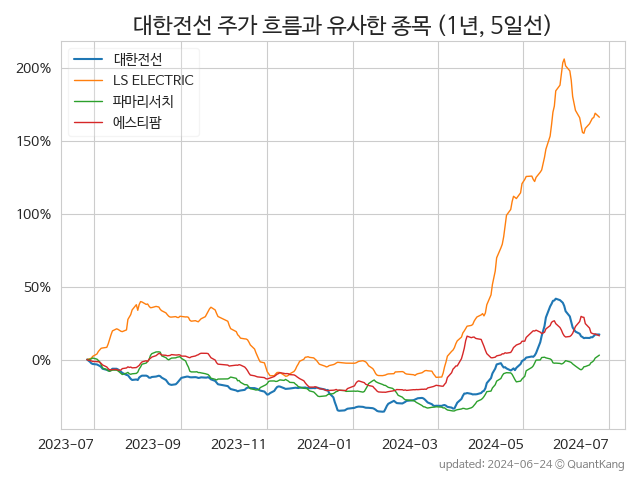 대한전선 주가 흐름과 유사한 종목 (1년, 5일선)
대한전선
LS ELECTRIC
파마리서치
에스티팜
200%
150%
100%
50%
0%
2023-07 2023-09 2023-11 2024-01 2024-03 2024-05 2024-07
updated: 2024-06-24 © QuantKang